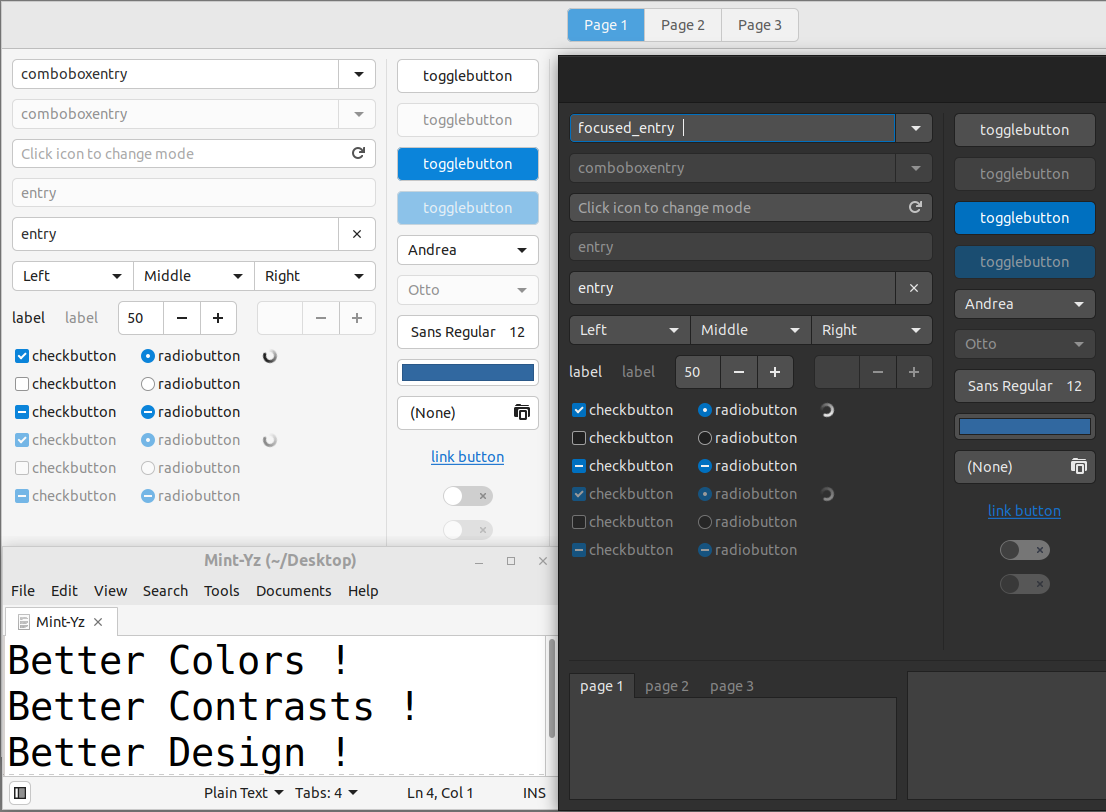 Page 1 Page 2 Page 3
comboboxentry
comboboxentry
Click icon to change mode
entry
entry
Left Middle Right
label label 50
checkbutton radiobutton
checkbutton radiobutton
checkbutton radiobutton
checkbutton radiobutton
checkbutton radiobutton
checkbutton radiobutton
togglebutton
togglebutton
togglebutton
togglebutton
Andrea
Otto
Sans Regular 12
(None)
link button
focused_entry
comboboxentry
Click icon to change mode
entry
entry
Left Middle Right
label label 50
checkbutton radiobutton
checkbutton radiobutton
checkbutton radiobutton
checkbutton radiobutton
checkbutton radiobutton
checkbutton radiobutton
togglebutton
togglebutton
togglebutton
togglebutton
Andrea
Otto
Sans Regular 12
(None)
link button
page 1 page 2 page 3
Mint-Yz (~/Desktop)
File Edit View Search Tools Documents Help
Mint-Yz
Better Colors !
Better Contrasts !
Better Design !
Plain Text Tabs: 4 Ln 4, Col 1 INS